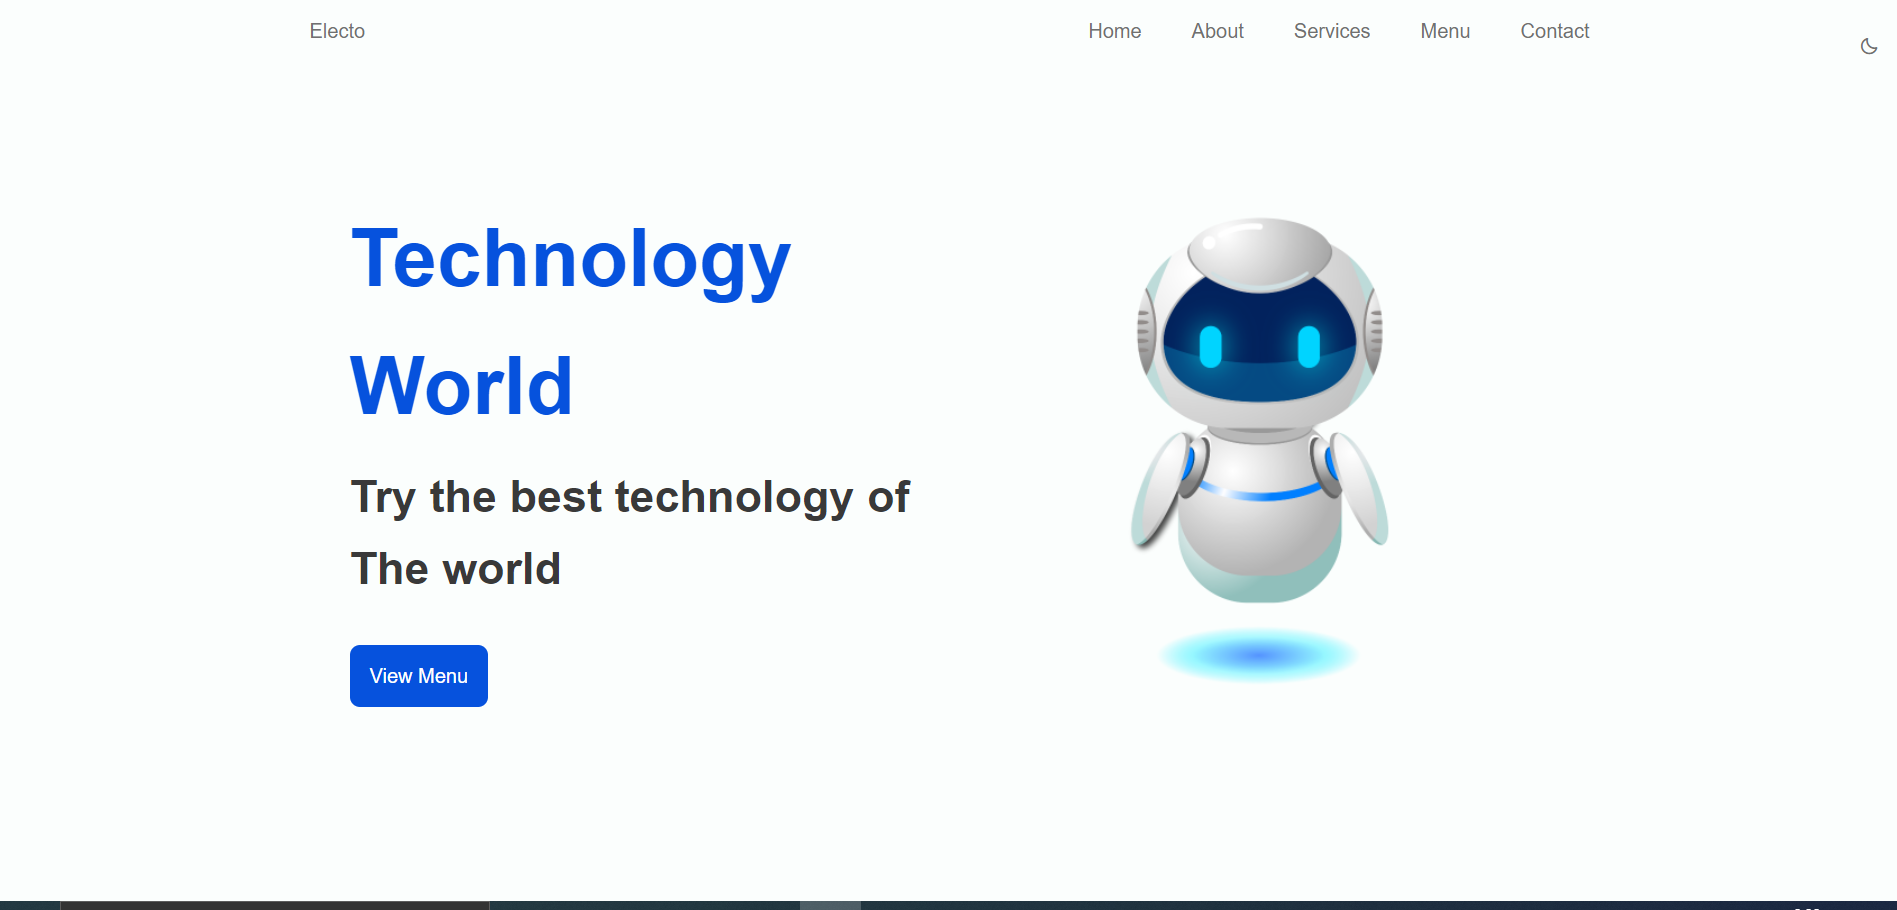 Electo
Home About Services Menu Contact
Technology
World
Try the best technology of
The world
View Menu